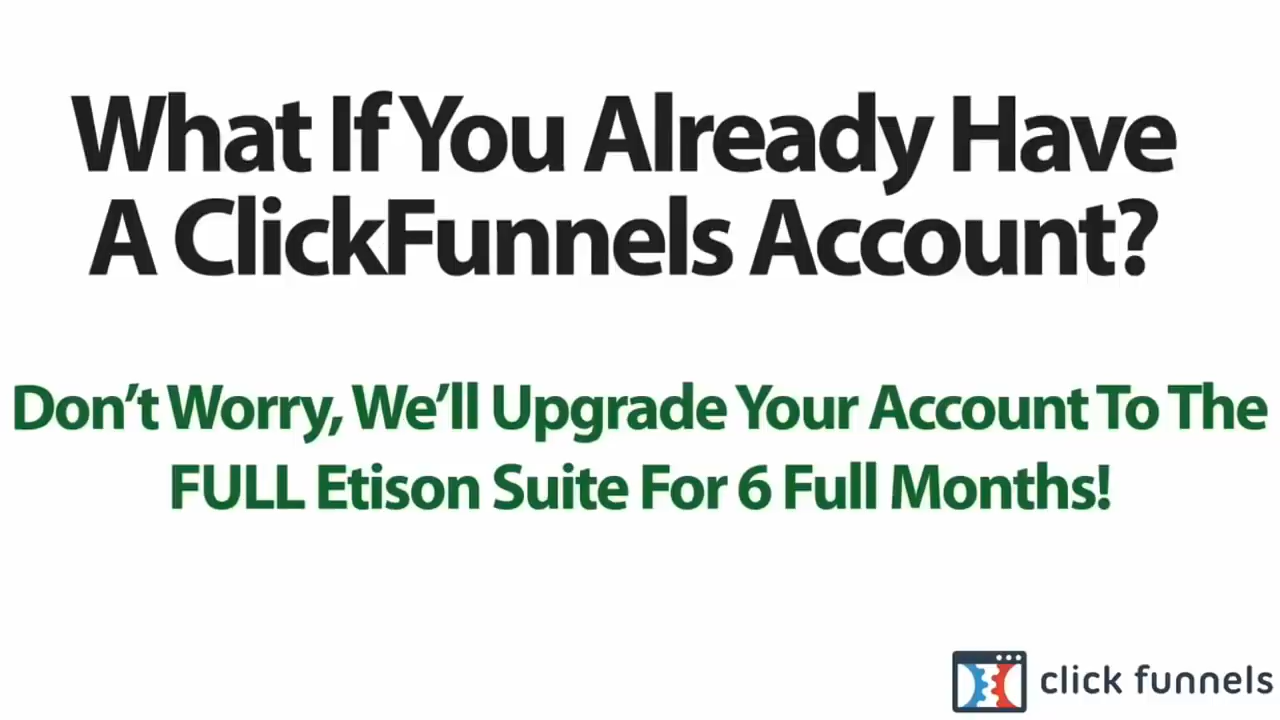 What If You Already Have
A ClickFunnels Account?
Don’t Worry, We’ll Upgrade Your Account To The
FULL Etison Suite For 6 Full Months!
click funnels